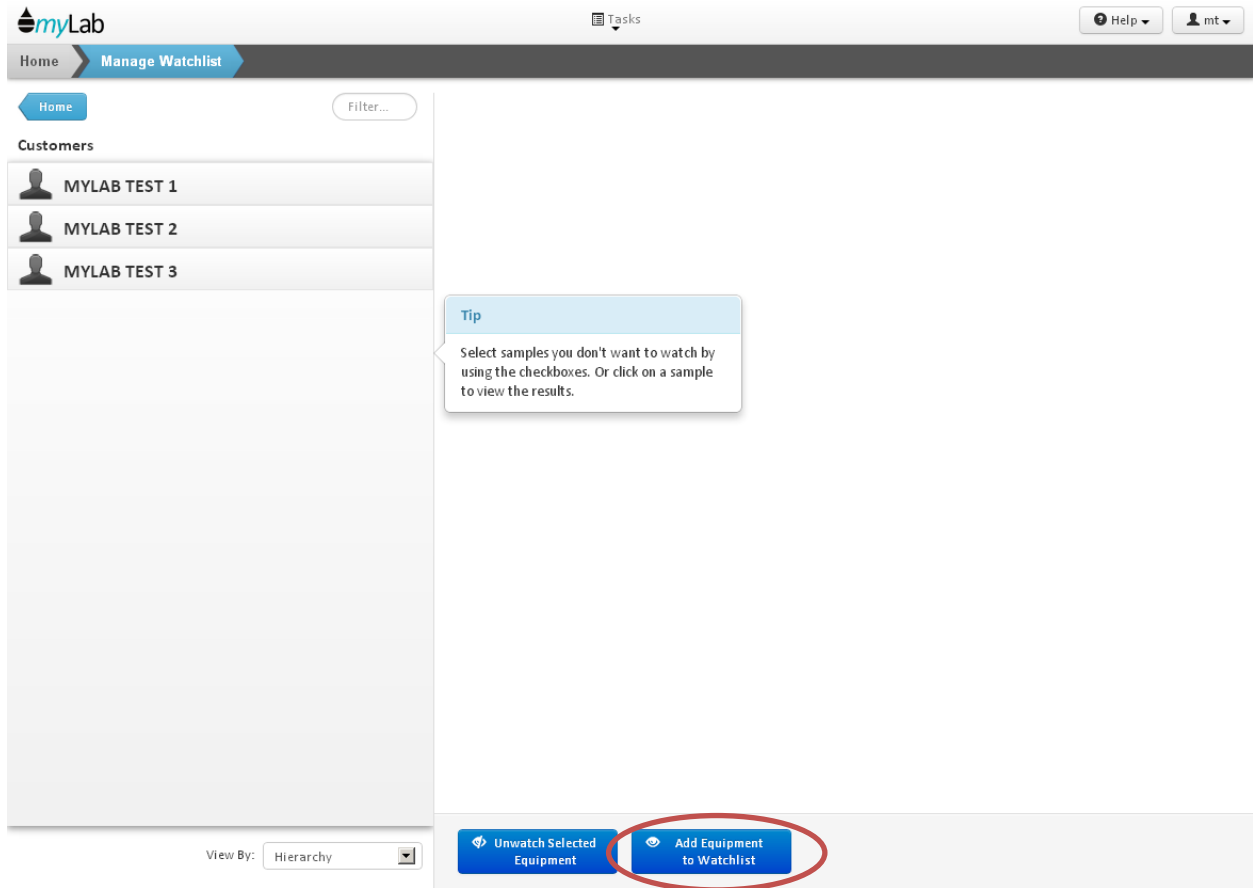 myLab
Tasks
Help
mt
Home
Manage Watchlist
Home
Filter...
Customers
MYLAB TEST 1
MYLAB TEST 2
MYLAB TEST 3
Tip
Select samples you don't want to watch by
using the checkboxes. Or click on a sample
to view the results.
View By:
Hierarchy
Unwatch Selected
Equipment
Add Equipment
to Watchlist